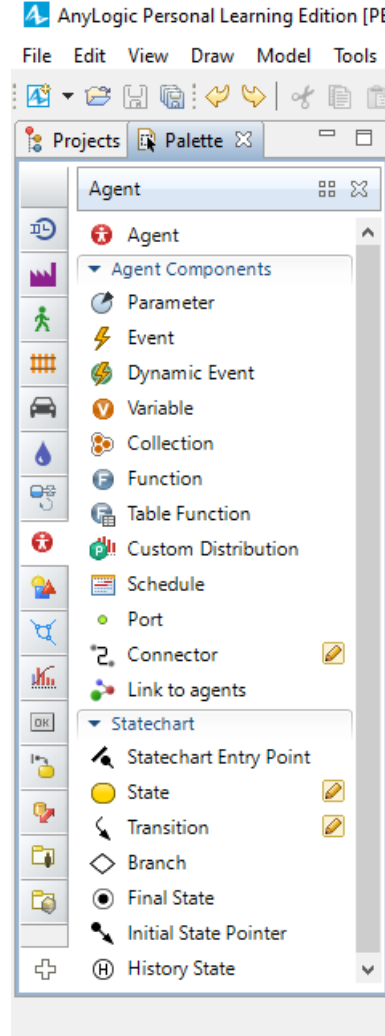 AnyLogic Personal Learning Edition [PE
File Edit View Draw Model Tools
Projects Palette
Agent
Agent
Agent Components
Parameter
Event
Dynamic Event
Variable
Collection
Function
Table Function
Custom Distribution
Schedule
Port
Connector
Link to agents
OK
Statechart
Statechart Entry Point
State
Transition
Branch
Final State
Initial State Pointer
H History State